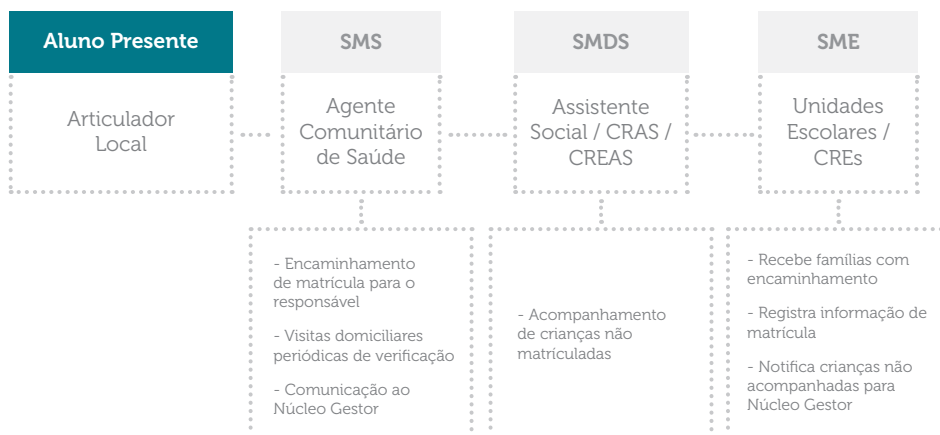 Aluno Presente
SMS
SMDS
SME
Articulador
Local
Agente
Comunitário
de Saúde
Assistente
Social / CRAS /
CREAS
Unidades
Escolares /
CREs
- Encaminhamento
de matrícula para o
responsável
- Visitas domiciliares
periódicas de verificação
- Comunicação ao
Núcleo Gestor
- Acompanhamento
de crianças não
matrículadas
- Recebe famílias com
encaminhamento
- Registra informação de
matrícula
- Notifica crianças não
acompanhadas para
Núcleo Gestor